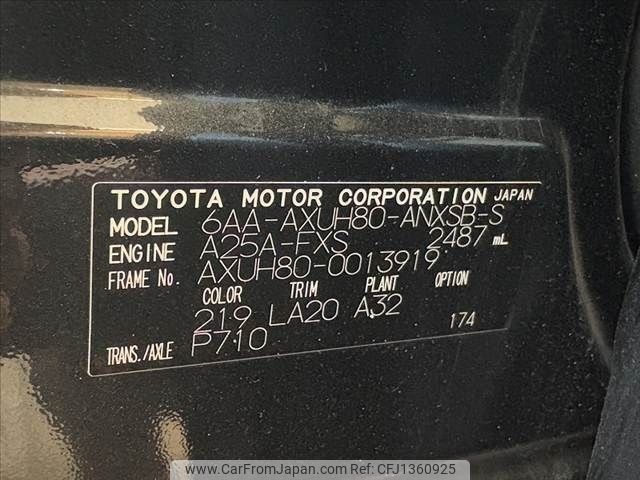 TOYOTA MOTOR CORPORATION JAPAN
MODEL 6AA-AXUH80-ANXSB-S
ENGINE A25A-FXS 2487 mL
FRAME No. AXUH80-0013919
COLOR TRIM PLANT OPTION
219 LA20 A32 174
TRANS./AXLE P710
www.CarFromJapan.com - CFJ1360925